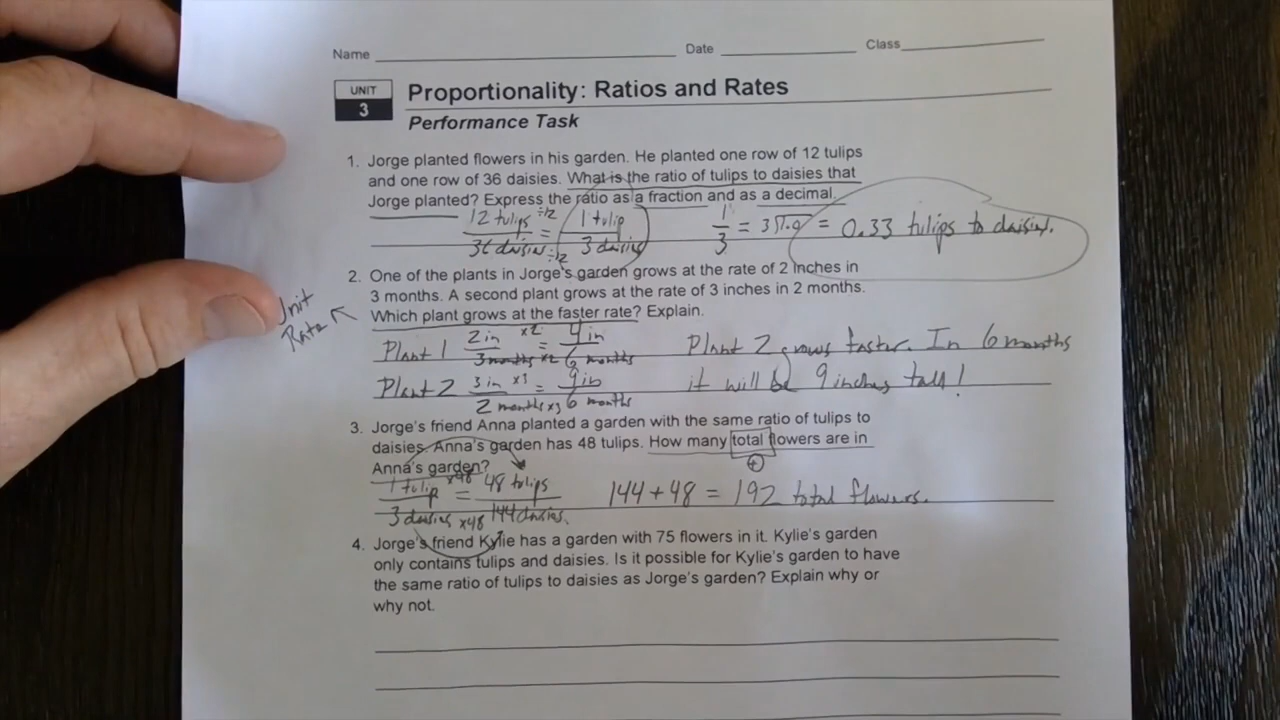 Name Date Class
UNIT 3 Proportionality: Ratios and Rates
Performance Task
1. Jorge planted flowers in his garden. He planted one row of 12 tulips
and one row of 36 daisies. What is the ratio of tulips to daisies that
Jorge planted? Express the ratio as a fraction and as a decimal.
12 tulips ÷12 = 1 tulip
36 daisies ÷12 3 daisies
1/3 = = 0.33 tulips to daisies.
2. One of the plants in Jorge's garden grows at the rate of 2 inches in
3 months. A second plant grows at the rate of 3 inches in 2 months.
Which plant grows at the faster rate? Explain.
Unit
Rate
Plant 1 2 in x2 = 4 in Plant 2 grows faster. In 6 months
3 months x2 6 months
Plant 2 3 in x3 = 9 in it will be 9 inches tall!
2 months x3 6 months
3. Jorge's friend Anna planted a garden with the same ratio of tulips to
daisies. Anna's garden has 48 tulips. How many total flowers are in
Anna's garden? +
1 tulip x48 = 48 tulips 144 + 48 = 192 total flowers.
3 daisies x48 144 daisies.
4. Jorge's friend Kylie has a garden with 75 flowers in it. Kylie's garden
only contains tulips and daisies. Is it possible for Kylie's garden to have
the same ratio of tulips to daisies as Jorge's garden? Explain why or
why not.